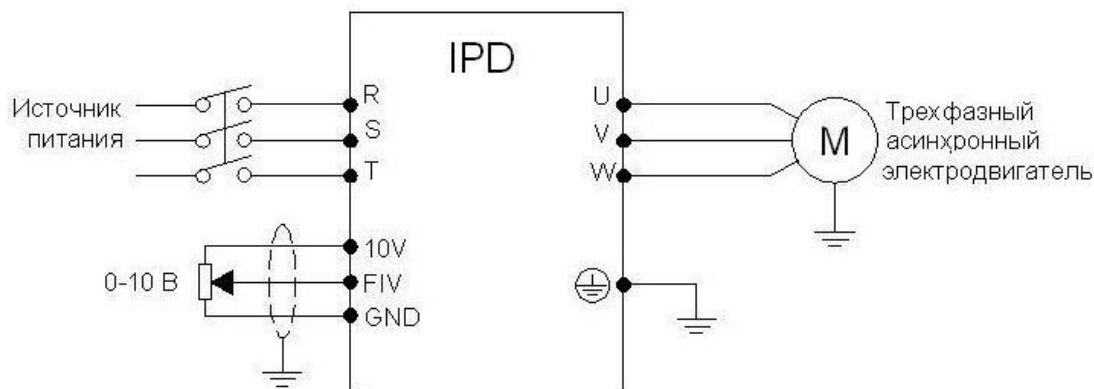 IPD
Источник
питания
R
S
T
U
V
W
M
Трехфазный
асинхронный
электродвигатель
0-10 В
10V
FIV
GND